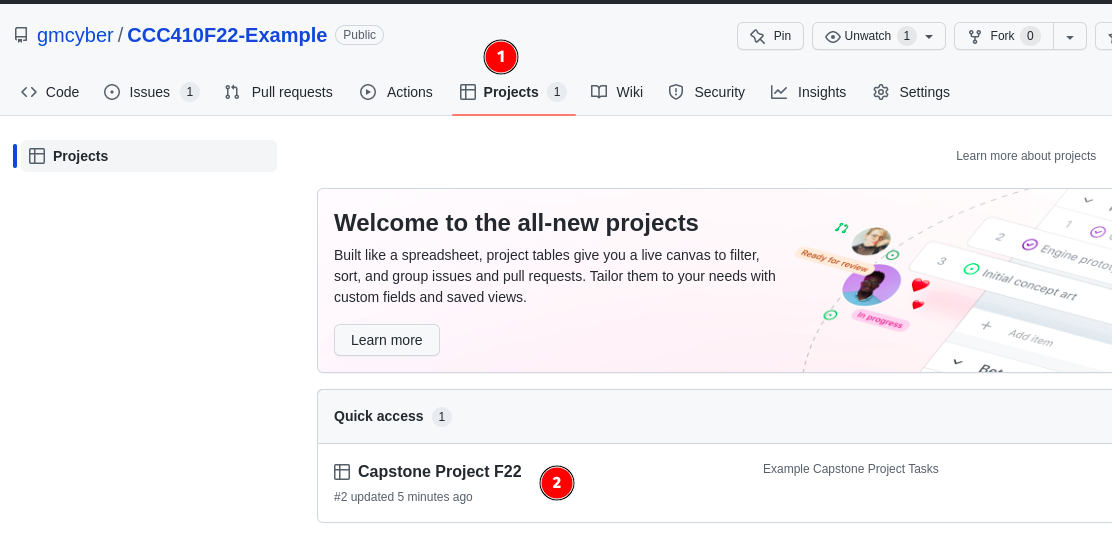 gmcyber / CCC410F22-Example Public
Pin
Unwatch 1
Fork 0
1
Code
Issues 1
Pull requests
Actions
Projects 1
Wiki
Security
Insights
Settings
Projects
Learn more about projects
Welcome to the all-new projects
Built like a spreadsheet, project tables give you a live canvas to filter,
sort, and group issues and pull requests. Tailor them to your needs with
custom fields and saved views.
Learn more
Ready for review
In progress
1
2 Engine
3 Initial concept art
+ Add item
Quick access 1
Capstone Project F22
2
Example Capstone Project Tasks
#2 updated 5 minutes ago